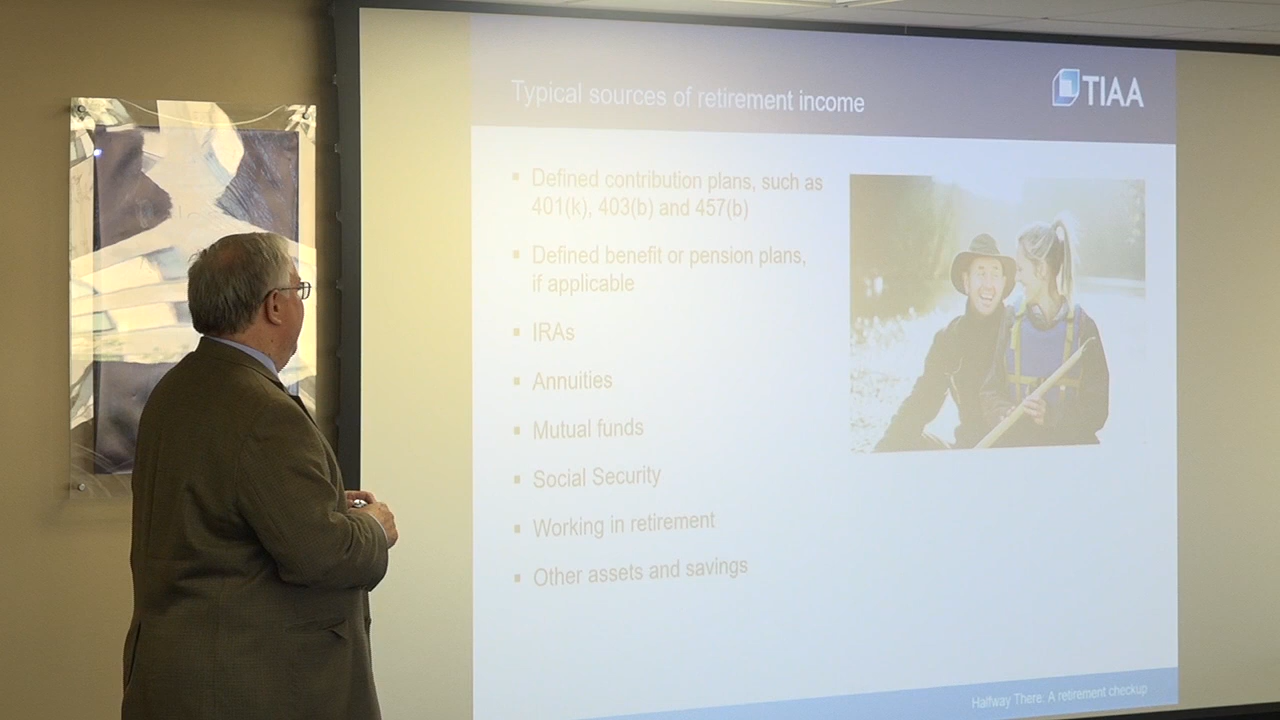 Typical sources of retirement income
TIAA
▪ Defined contribution plans, such as
401(k), 403(b) and 457(b)
▪ Defined benefit or pension plans,
if applicable
▪ IRAs
▪ Annuities
▪ Mutual funds
▪ Social Security
▪ Working in retirement
▪ Other assets and savings
Halfway There: A retirement checkup